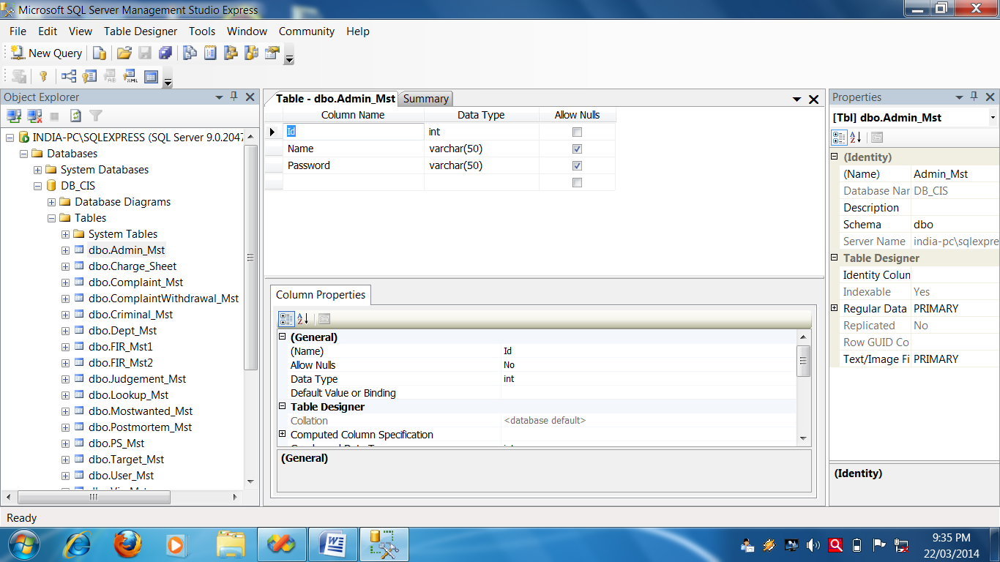 Microsoft SQL Server Management Studio Express
File Edit View Table Designer Tools Window Community Help
New Query
Object Explorer
INDIA-PC\SQLEXPRESS (SQL Server 9.0.2047
Databases
System Databases
DB_CIS
Database Diagrams
Tables
System Tables
dbo.Admin_Mst
dbo.Charge_Sheet
dbo.Complaint_Mst
dbo.ComplaintWithdrawal_Mst
dbo.Criminal_Mst
dbo.Dept_Mst
dbo.FIR_Mst1
dbo.FIR_Mst2
dbo.Judgement_Mst
dbo.Lookup_Mst
dbo.Mostwanted_Mst
dbo.Postmortem_Mst
dbo.PS_Mst
dbo.Target_Mst
dbo.User_Mst
Table - dbo.Admin_Mst Summary
Column Name Data Type Allow Nulls
Id int
Name varchar(50)
Password varchar(50)
Column Properties
(General)
(Name) Id
Allow Nulls No
Data Type int
Default Value or Binding
Table Designer
Collation <database default>
Computed Column Specification
(General)
Properties
[Tbl] dbo.Admin_Mst
(Identity)
(Name) Admin_Mst
Database Nar DB_CIS
Description
Schema dbo
Server Name india-pc\sqlexpre
Table Designer
Identity Colun
Indexable Yes
Regular Data PRIMARY
Replicated No
Row GUID Co
Text/Image Fi PRIMARY
(Identity)
Ready
9:35 PM
22/03/2014